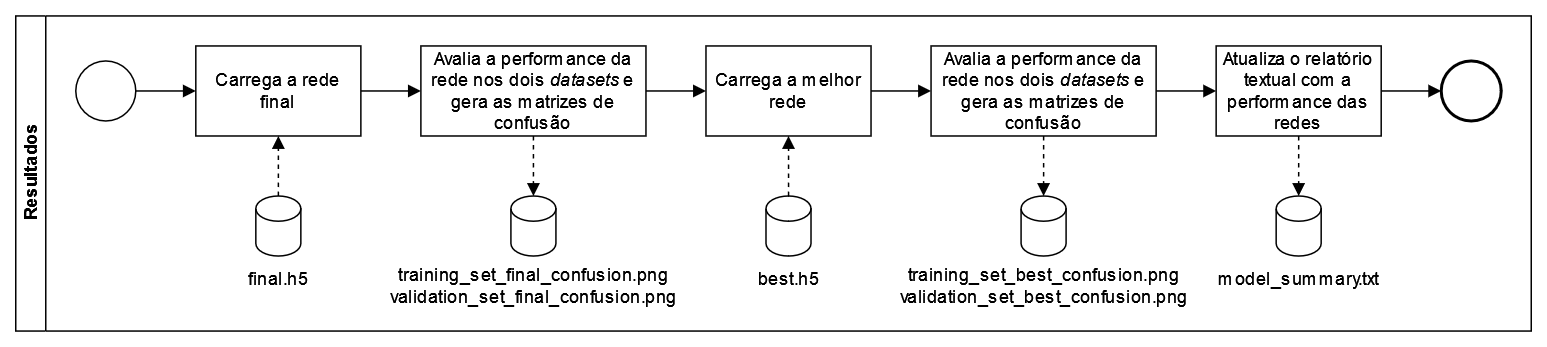 Resultados
Carrega a rede
final
Avalia a performance da
rede nos dois datasets e
gera as matrizes de
confusão
Carrega a melhor
rede
Avalia a performance da
rede nos dois datasets e
gera as matrizes de
confusão
Atualiza o relatório
textual com a
performance das
redes
final.h5
training_set_final_confusion.png
validation_set_final_confusion.png
best.h5
training_set_best_confusion.png
validation_set_best_confusion.png
model_summary.txt